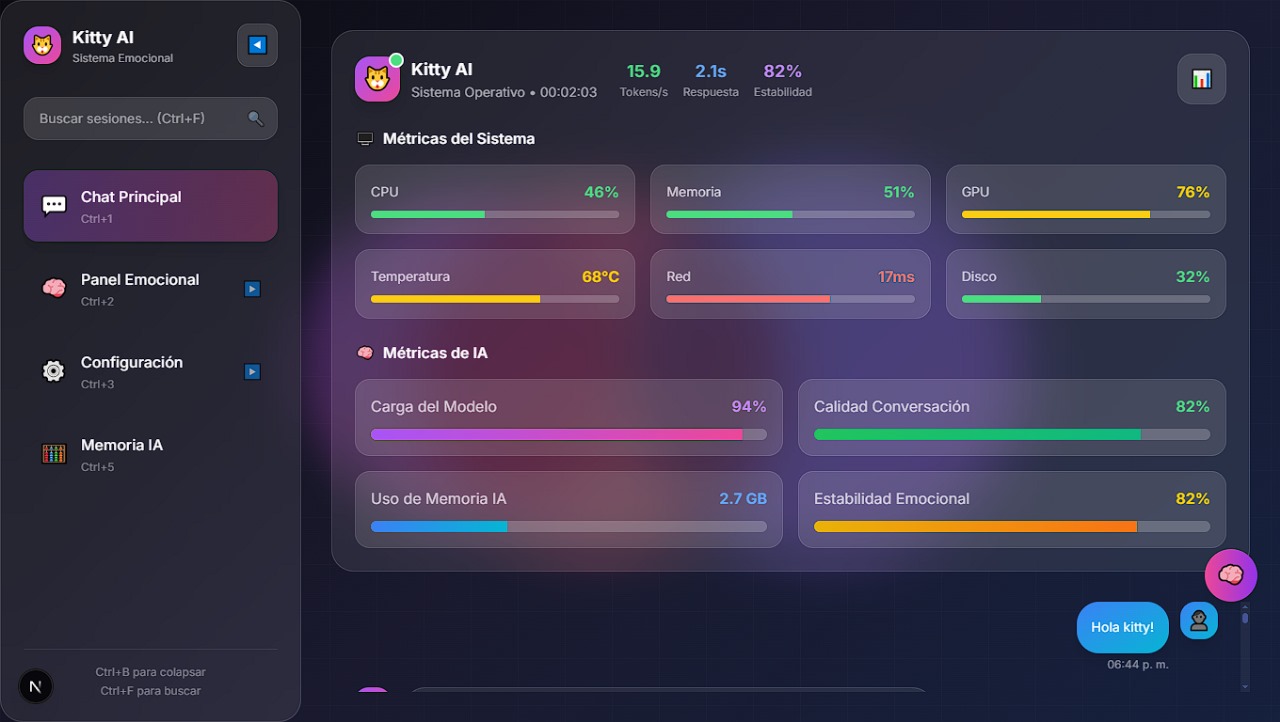 Kitty AI
Sistema Emocional
Buscar sesiones... (Ctrl+F)
Chat Principal
Ctrl+1
Panel Emocional
Ctrl+2
Configuración
Ctrl+3
Memoria IA
Ctrl+5
Ctrl+B para colapsar
Ctrl+F para buscar
N
Kitty AI
Sistema Operativo • 00:02:03
15.9
Tokens/s
2.1s
Respuesta
82%
Estabilidad
Métricas del Sistema
CPU 46%
Memoria 51%
GPU 76%
Temperatura 68°C
Red 17ms
Disco 32%
Métricas de IA
Carga del Modelo 94%
Calidad Conversación 82%
Uso de Memoria IA 2.7 GB
Estabilidad Emocional 82%
Hola kitty!
06:44 p. m.